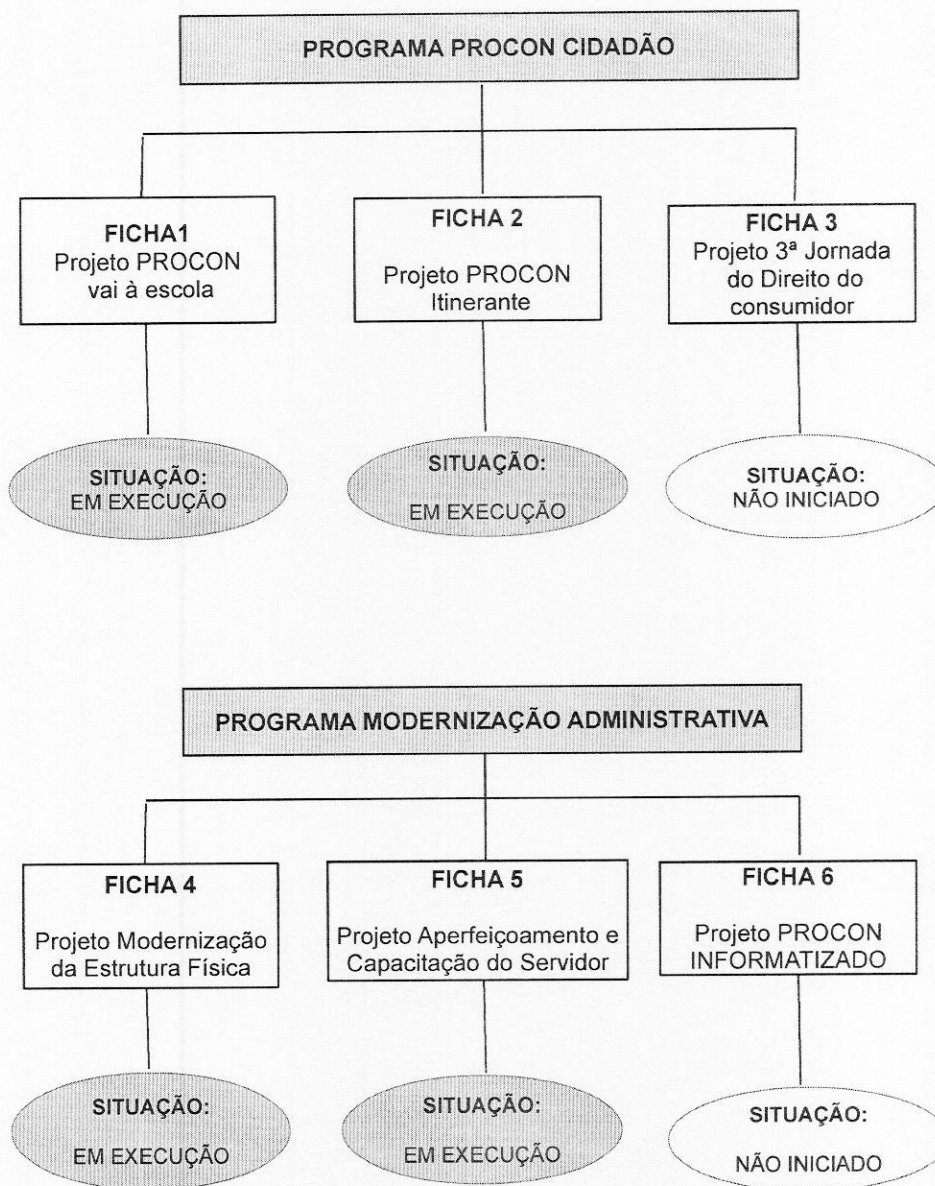 PROGRAMA PROCON CIDADÃO
FICHA1
Projeto PROCON
vai à escola
FICHA 2
Projeto PROCON
Itinerante
FICHA 3
Projeto 3ª Jornada
do Direito do
consumidor
SITUAÇÃO:
EM EXECUÇÃO
SITUAÇÃO:
EM EXECUÇÃO
SITUAÇÃO:
NÃO INICIADO
PROGRAMA MODERNIZAÇÃO ADMINISTRATIVA
FICHA 4
Projeto Modernização
da Estrutura Física
FICHA 5
Projeto Aperfeiçoamento e
Capacitação do Servidor
FICHA 6
Projeto PROCON
INFORMATIZADO
SITUAÇÃO:
EM EXECUÇÃO
SITUAÇÃO:
EM EXECUÇÃO
SITUAÇÃO:
NÃO INICIADO